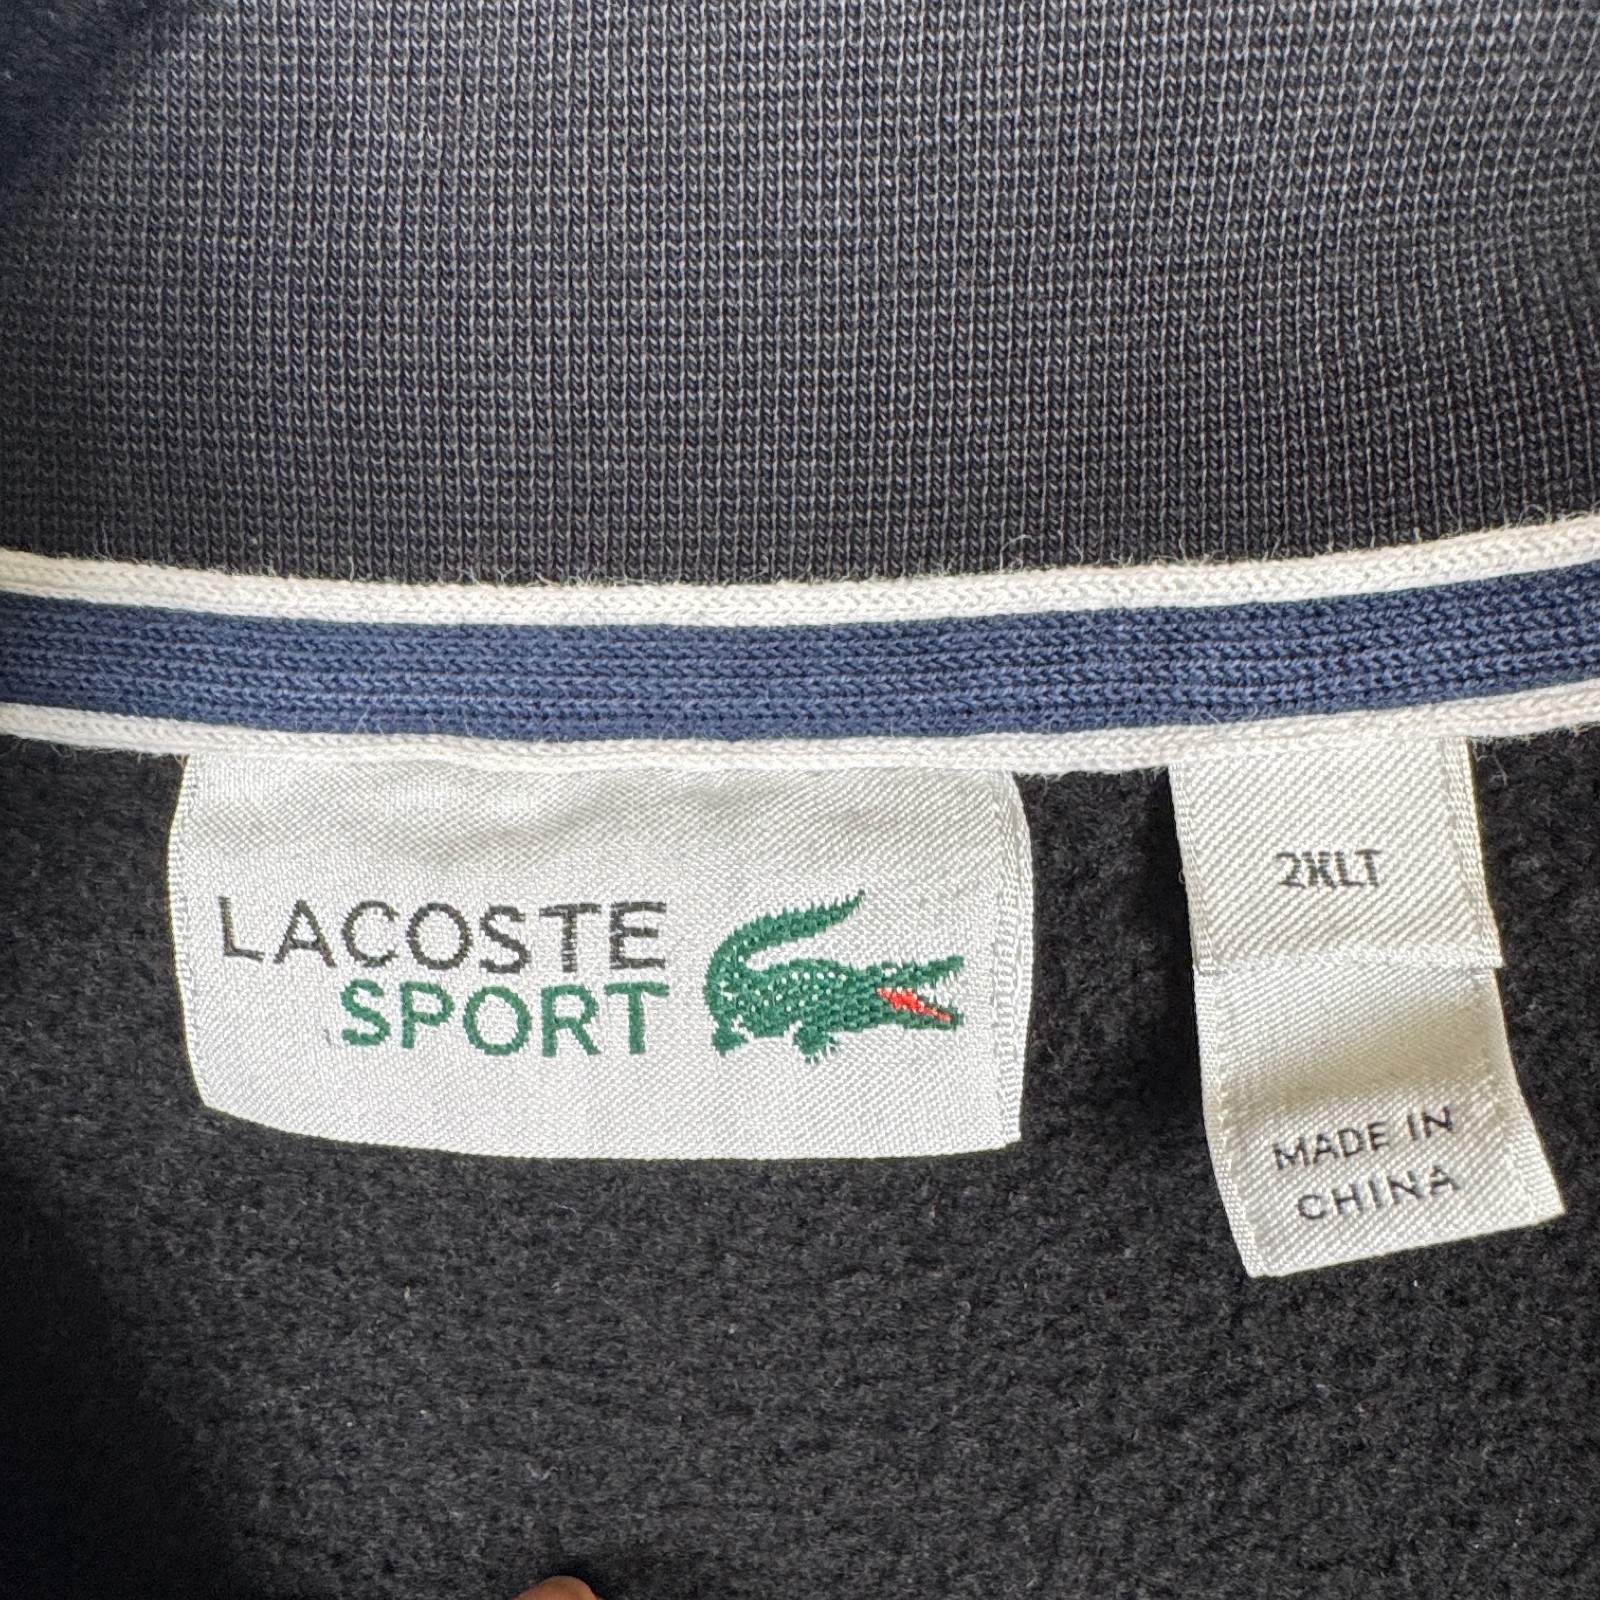 LACOSTE
SPORT
2XLT
MADE IN
CHINA